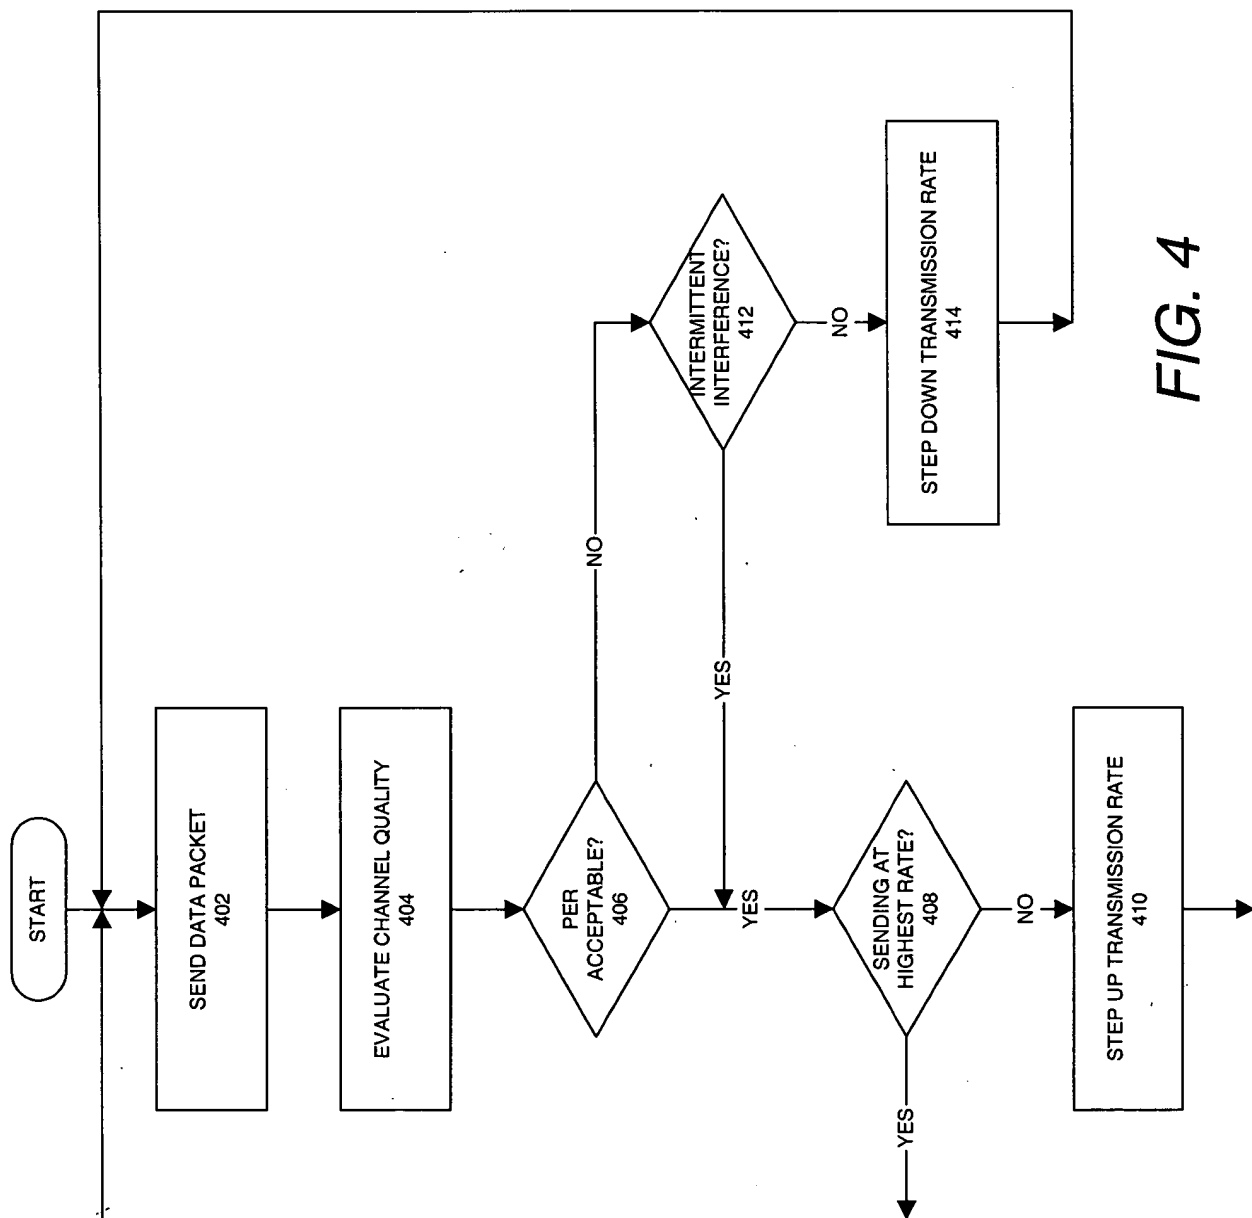 START
SEND DATA PACKET
402
EVALUATE CHANNEL QUALITY
404
PER
ACCEPTABLE?
406
NO
YES
INTERMITTENT
INTERFERENCE?
412
YES
NO
STEP DOWN TRANSMISSION RATE
414
SENDING AT
HIGHEST RATE?
408
YES
NO
STEP UP TRANSMISSION RATE
410
FIG. 4